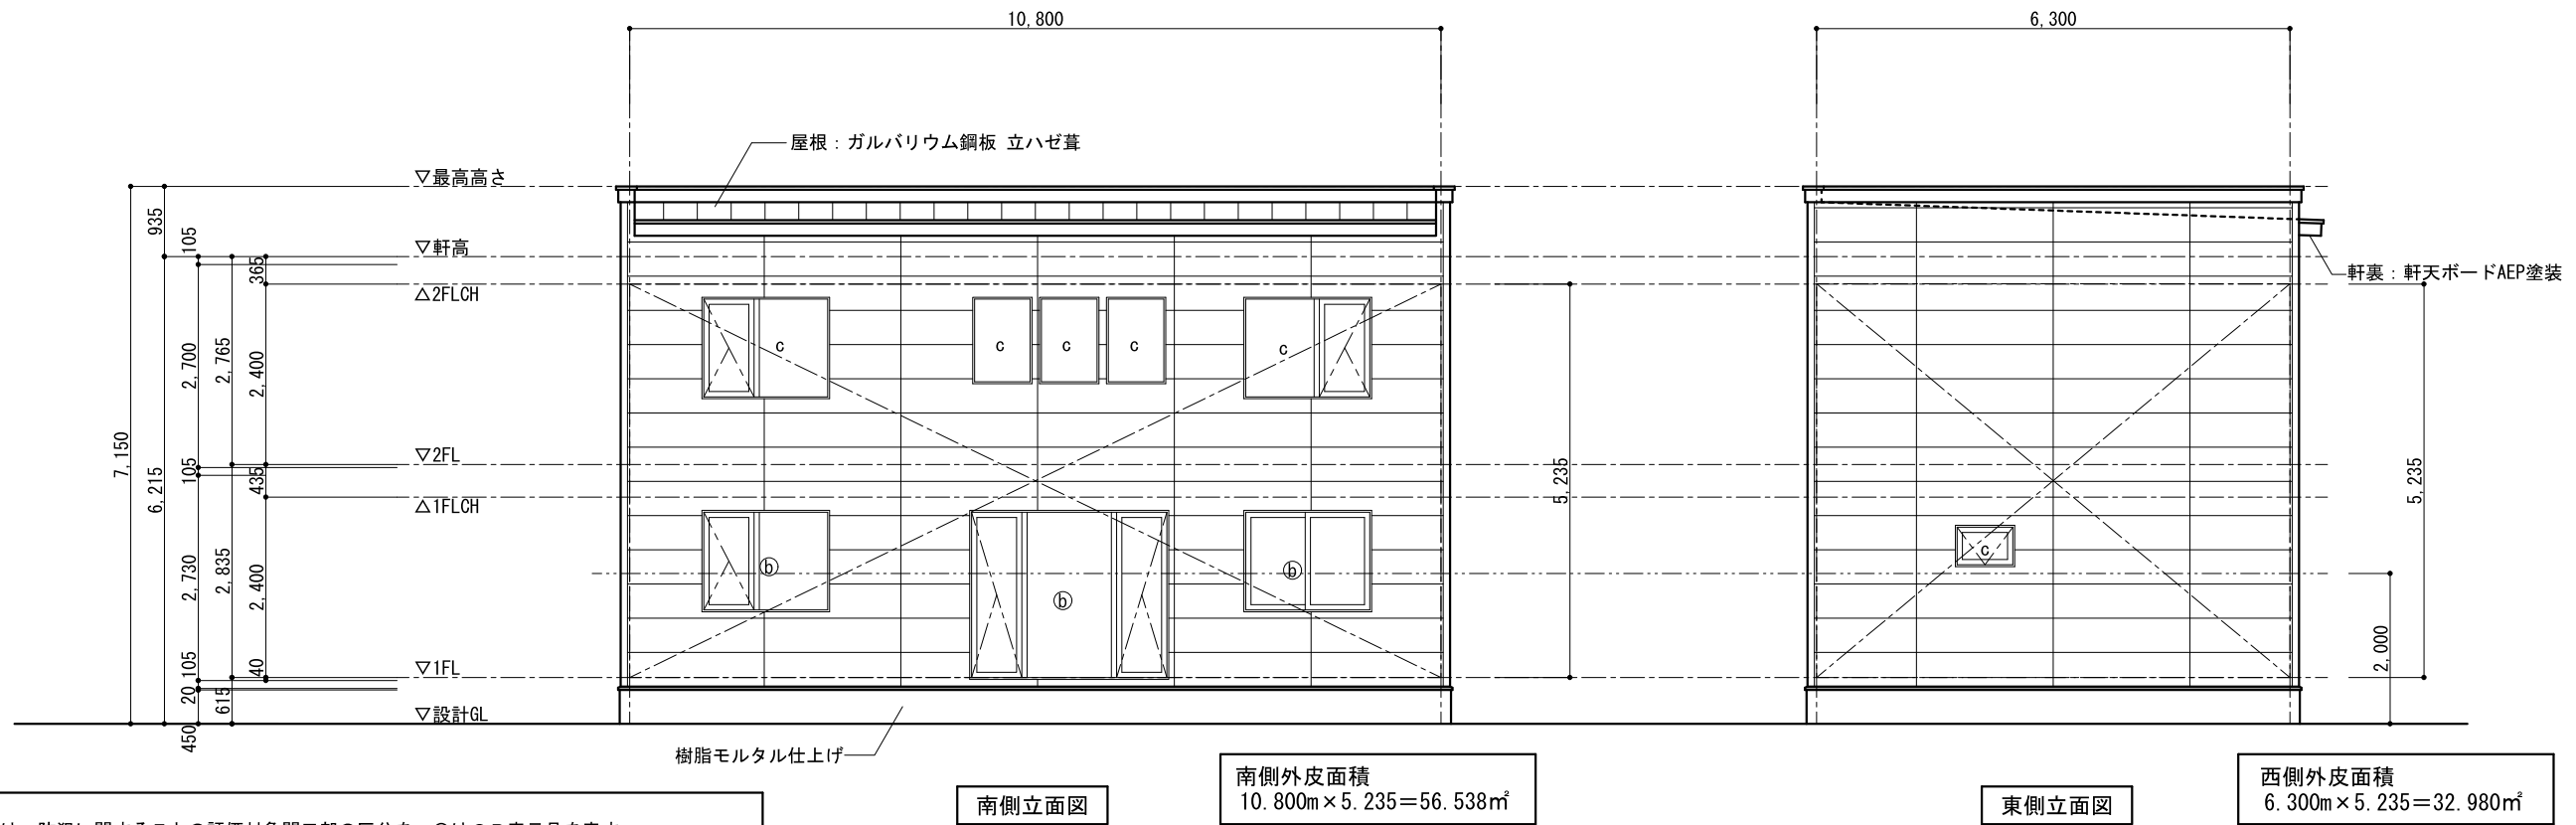 10,800
6,300
屋根：ガルバリウム鋼板 立ハゼ葺
▽最高高さ
935
105
▽軒高
365
△2FLCH
軒裏：軒天ボードAEP塗装
c
c
c
c
c
2,700
2,765
2,400
7,150
6,215
▽2FL
105
435
△1FLCH
5,235
5,235
ⓑ
ⓑ
ⓑ
c
2,730
2,835
2,400
2,000
▽1FL
105
40
20
615
▽設計GL
450
樹脂モルタル仕上げ
南側立面図
南側外皮面積
10.800m×5.235＝56.538㎡
東側立面図
西側外皮面積
6.300m×5.235＝32.980㎡